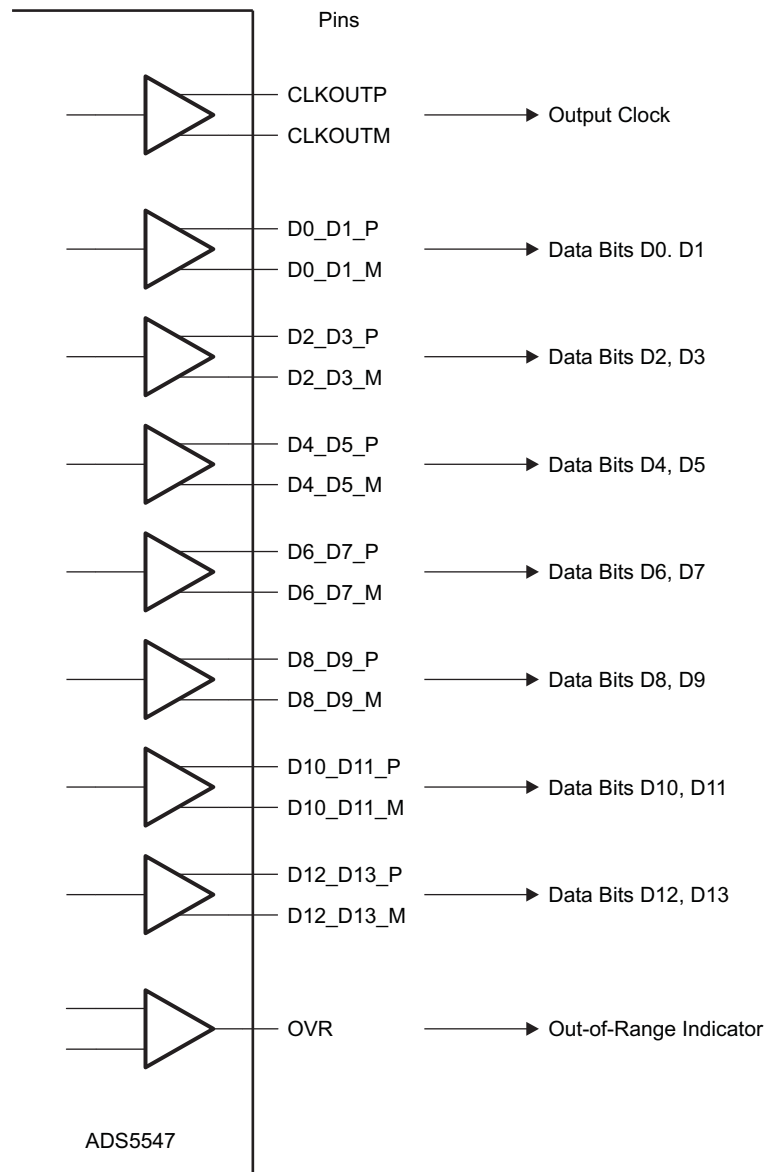 Pins
CLKOUTP
CLKOUTM
Output Clock
D0_D1_P
D0_D1_M
Data Bits D0. D1
D2_D3_P
D2_D3_M
Data Bits D2, D3
D4_D5_P
D4_D5_M
Data Bits D4, D5
D6_D7_P
D6_D7_M
Data Bits D6, D7
D8_D9_P
D8_D9_M
Data Bits D8, D9
D10_D11_P
D10_D11_M
Data Bits D10, D11
D12_D13_P
D12_D13_M
Data Bits D12, D13
OVR
Out-of-Range Indicator
ADS5547